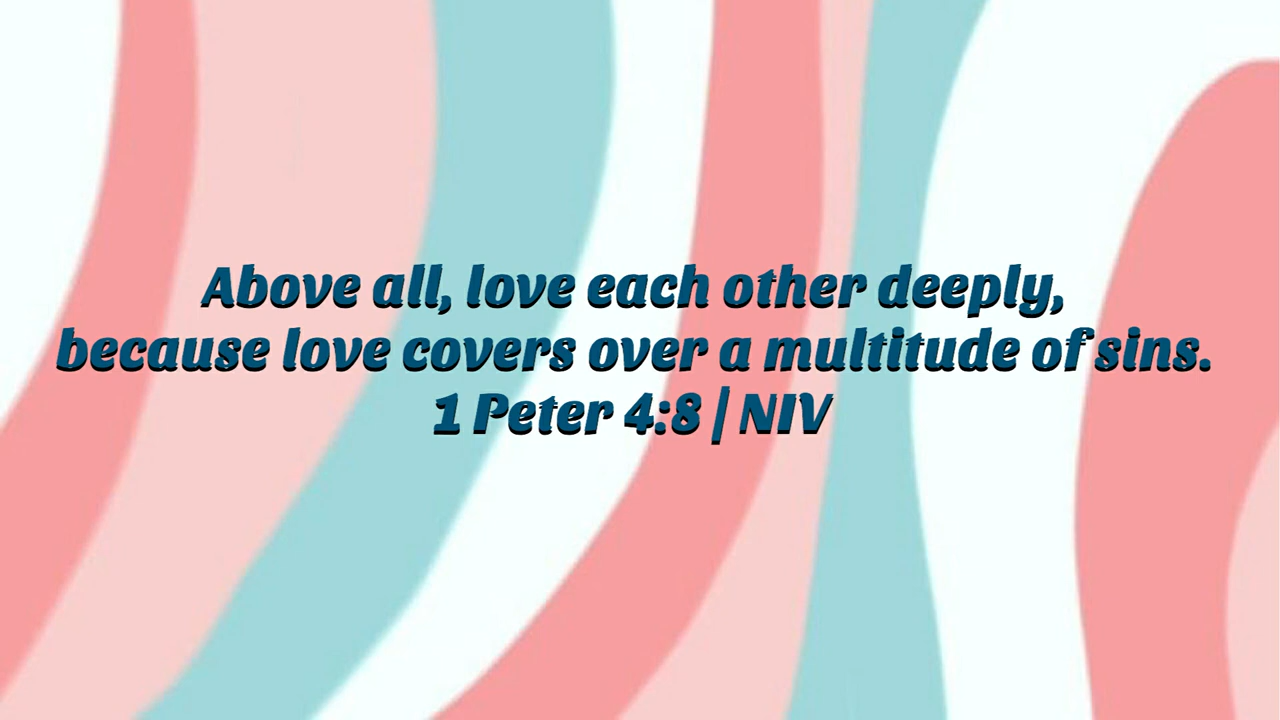 Above all, love each other deeply,
because love covers over a multitude of sins.
1 Peter 4:8 | NIV